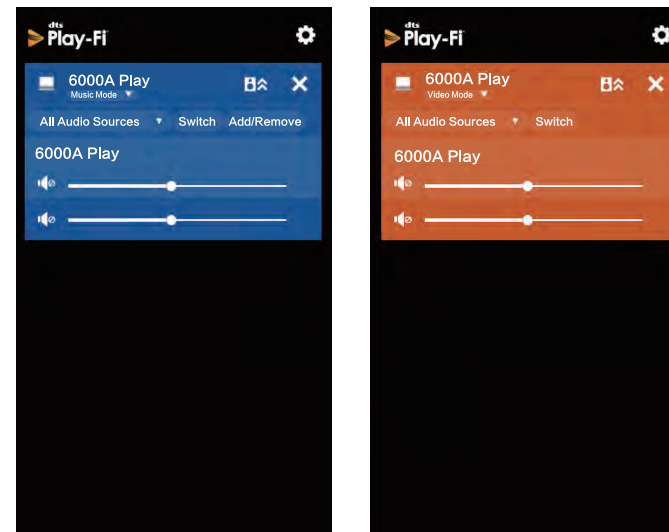 dts
Play-Fi
6000A Play
Music Mode
All Audio Sources Switch Add/Remove
6000A Play
dts
Play-Fi
6000A Play
Video Mode
All Audio Sources Switch
6000A Play